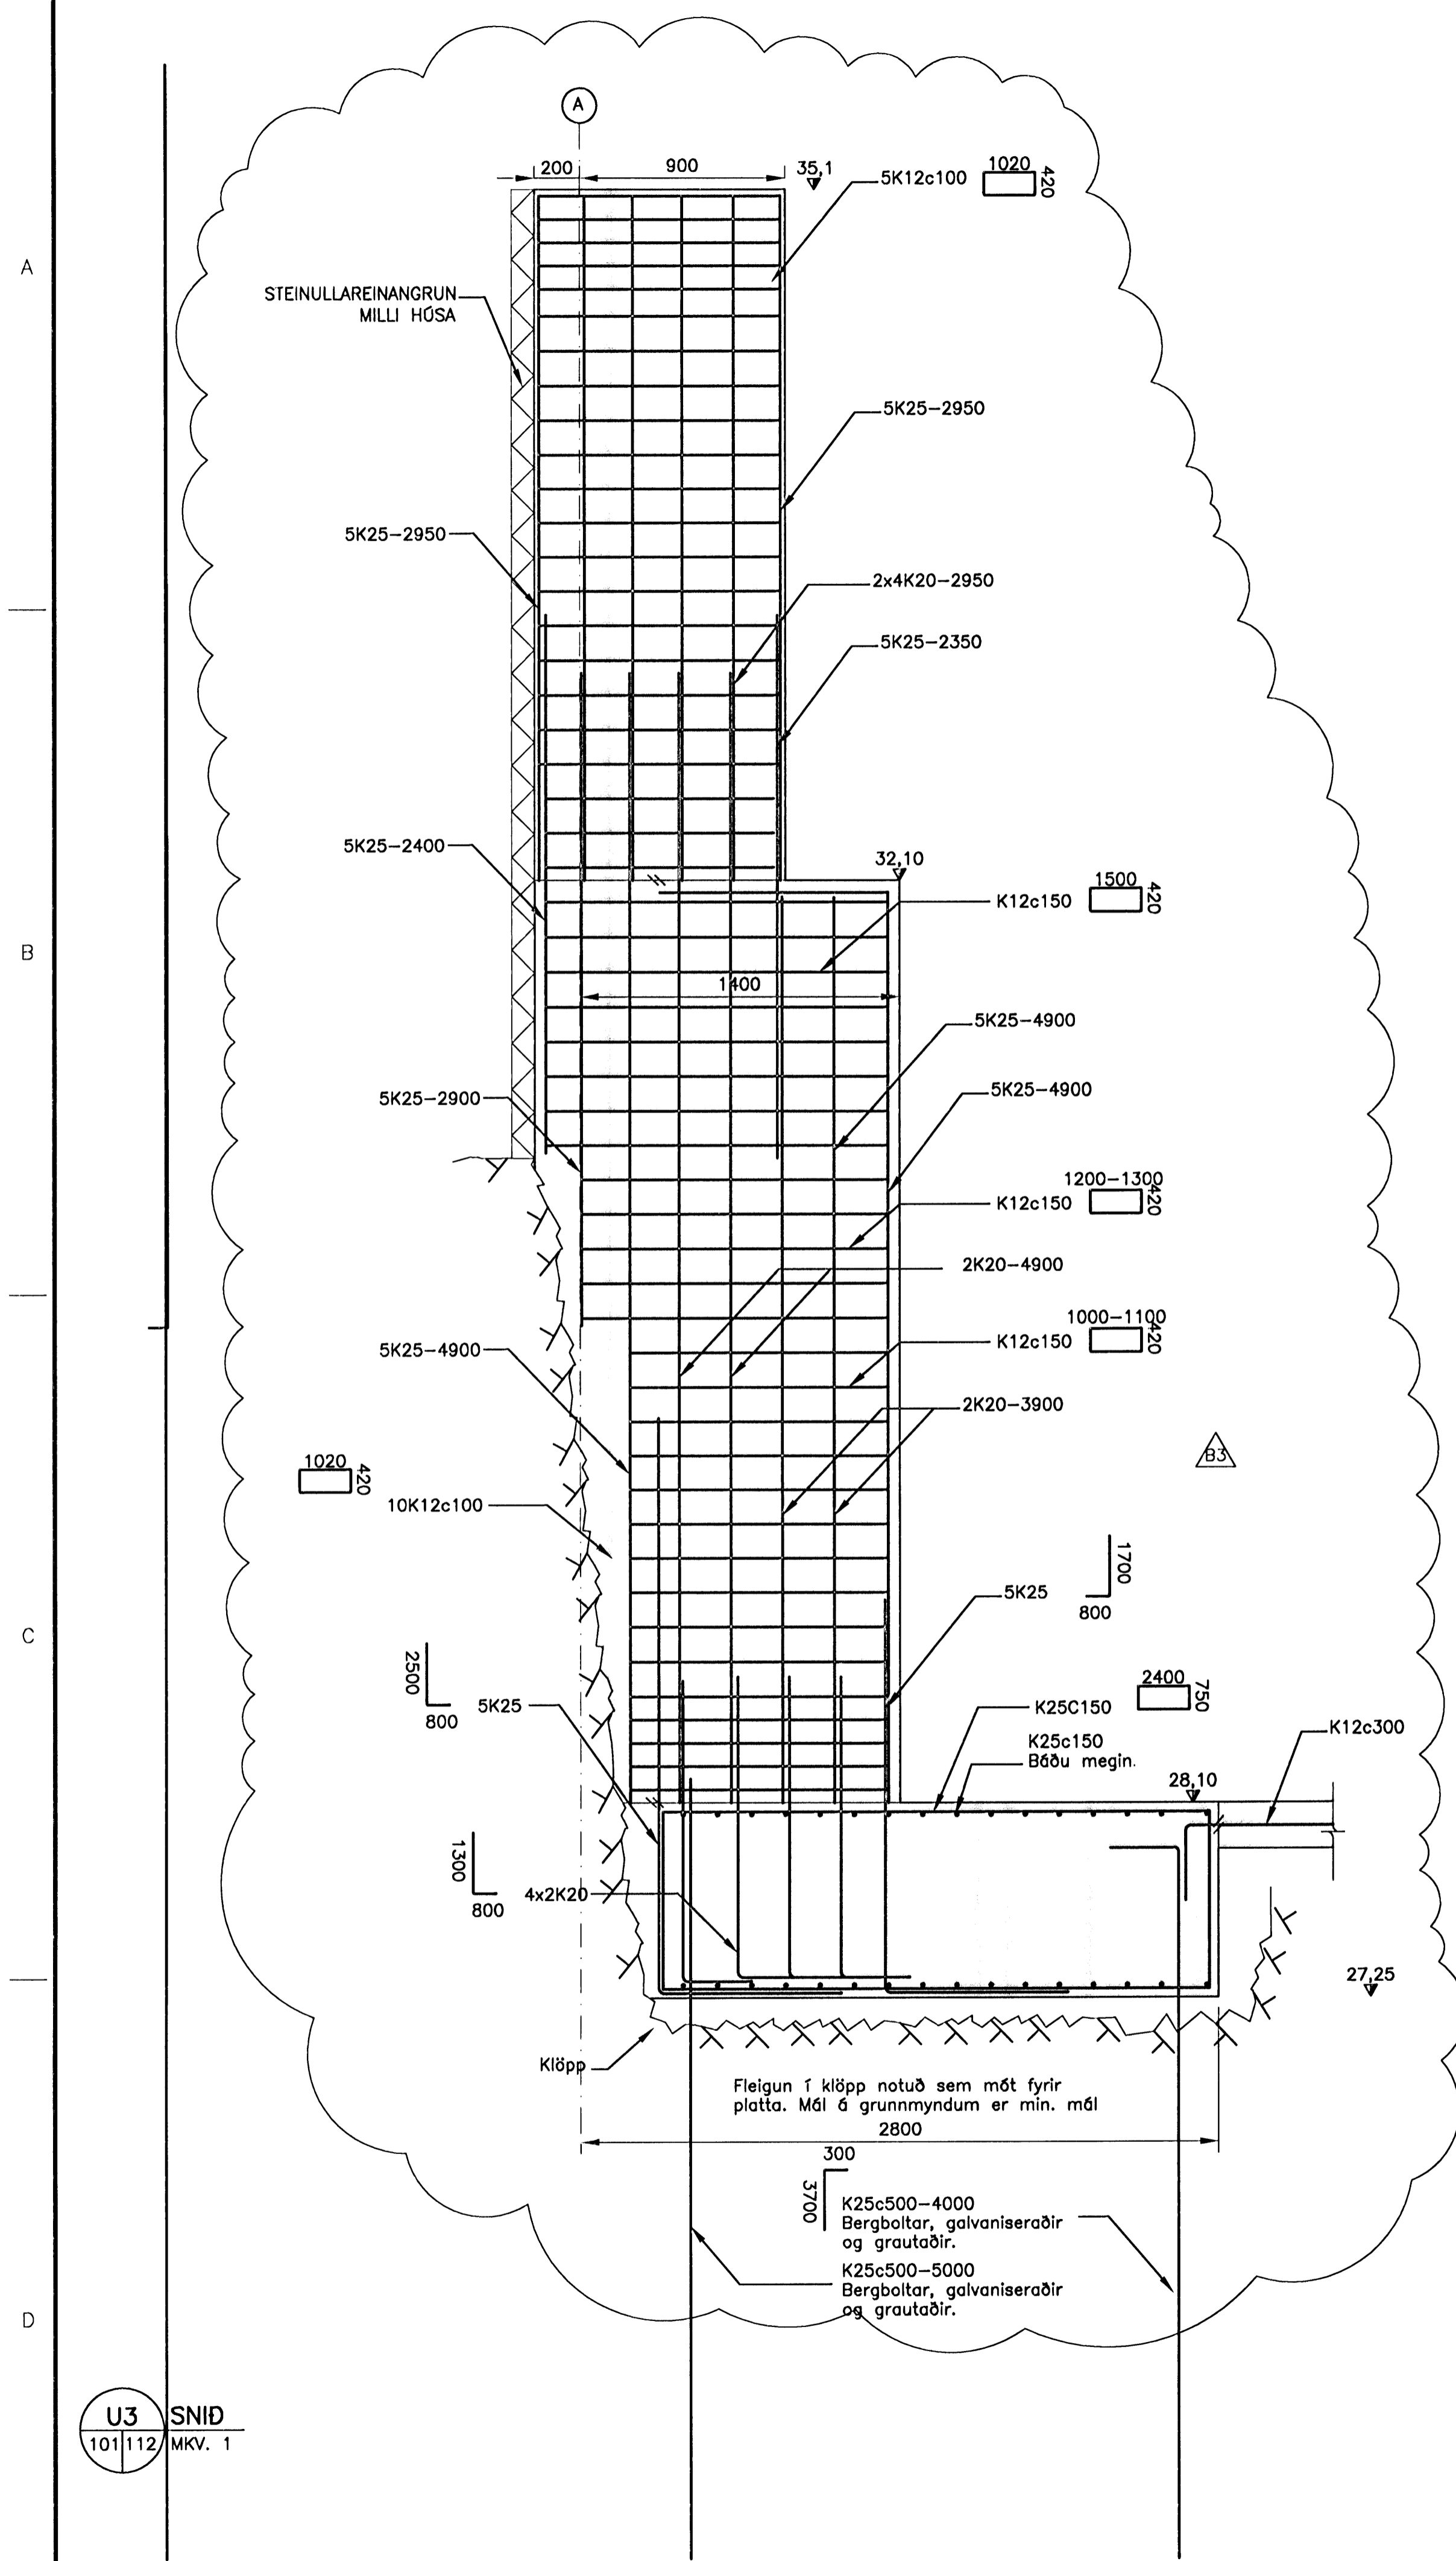 A
200
900
35,1
5K12c100
1020
420
A
STEINULLAREINANGRUN
MILLI HÚSA
5K25-2950
5K25-2950
2x4K20-2950
5K25-2350
5K25-2400
32,10
1500
420
K12c150
B
1400
5K25-4900
5K25-4900
5K25-2900
1200-1300
420
K12c150
2K20-4900
1000-1100
420
K12c150
5K25-4900
2K20-3900
B3
1020
420
10K12c100
1700
800
5K25
C
2500
800
5K25
2400
750
K25C150
K25c150
Báðu megin.
K12c300
28,10
1300
800
4x2K20
27,25
Klöpp
Fleigun í klöpp notuð sem mót fyrir
platta. Mál á grunnmyndum er min. mál
2800
300
3700
K25c500-4000
Bergboltar, galvaniseraðir
og grautaðir.
K25c500-5000
Bergboltar, galvaniseraðir
og grautaðir.
D
U3
SNIÐ
101
112
MKV. 1